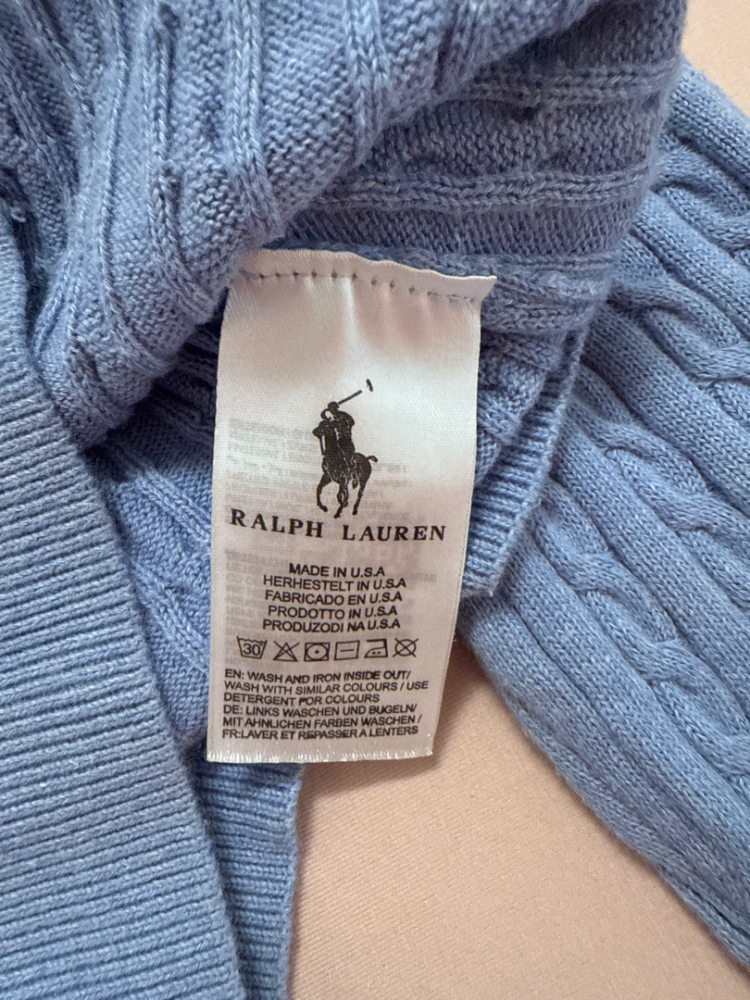 RALPH LAUREN
MADE IN U.S.A
HERHESTELT IN U.S.A
FABRICADO EN U.S.A
PRODOTTO IN U.S.A
PRODUZODI NA U.S.A
30
EN: WASH AND IRON INSIDE OUT/
WASH WITH SIMILAR COLOURS / USE
DETERGENT FOR COLOURS
DE: LINKS WASCHEN UND BUGELN/
MIT AHNLICHEN FARBEN WASCHEN /
FR:LAVER ET REPASSER A LENTERS